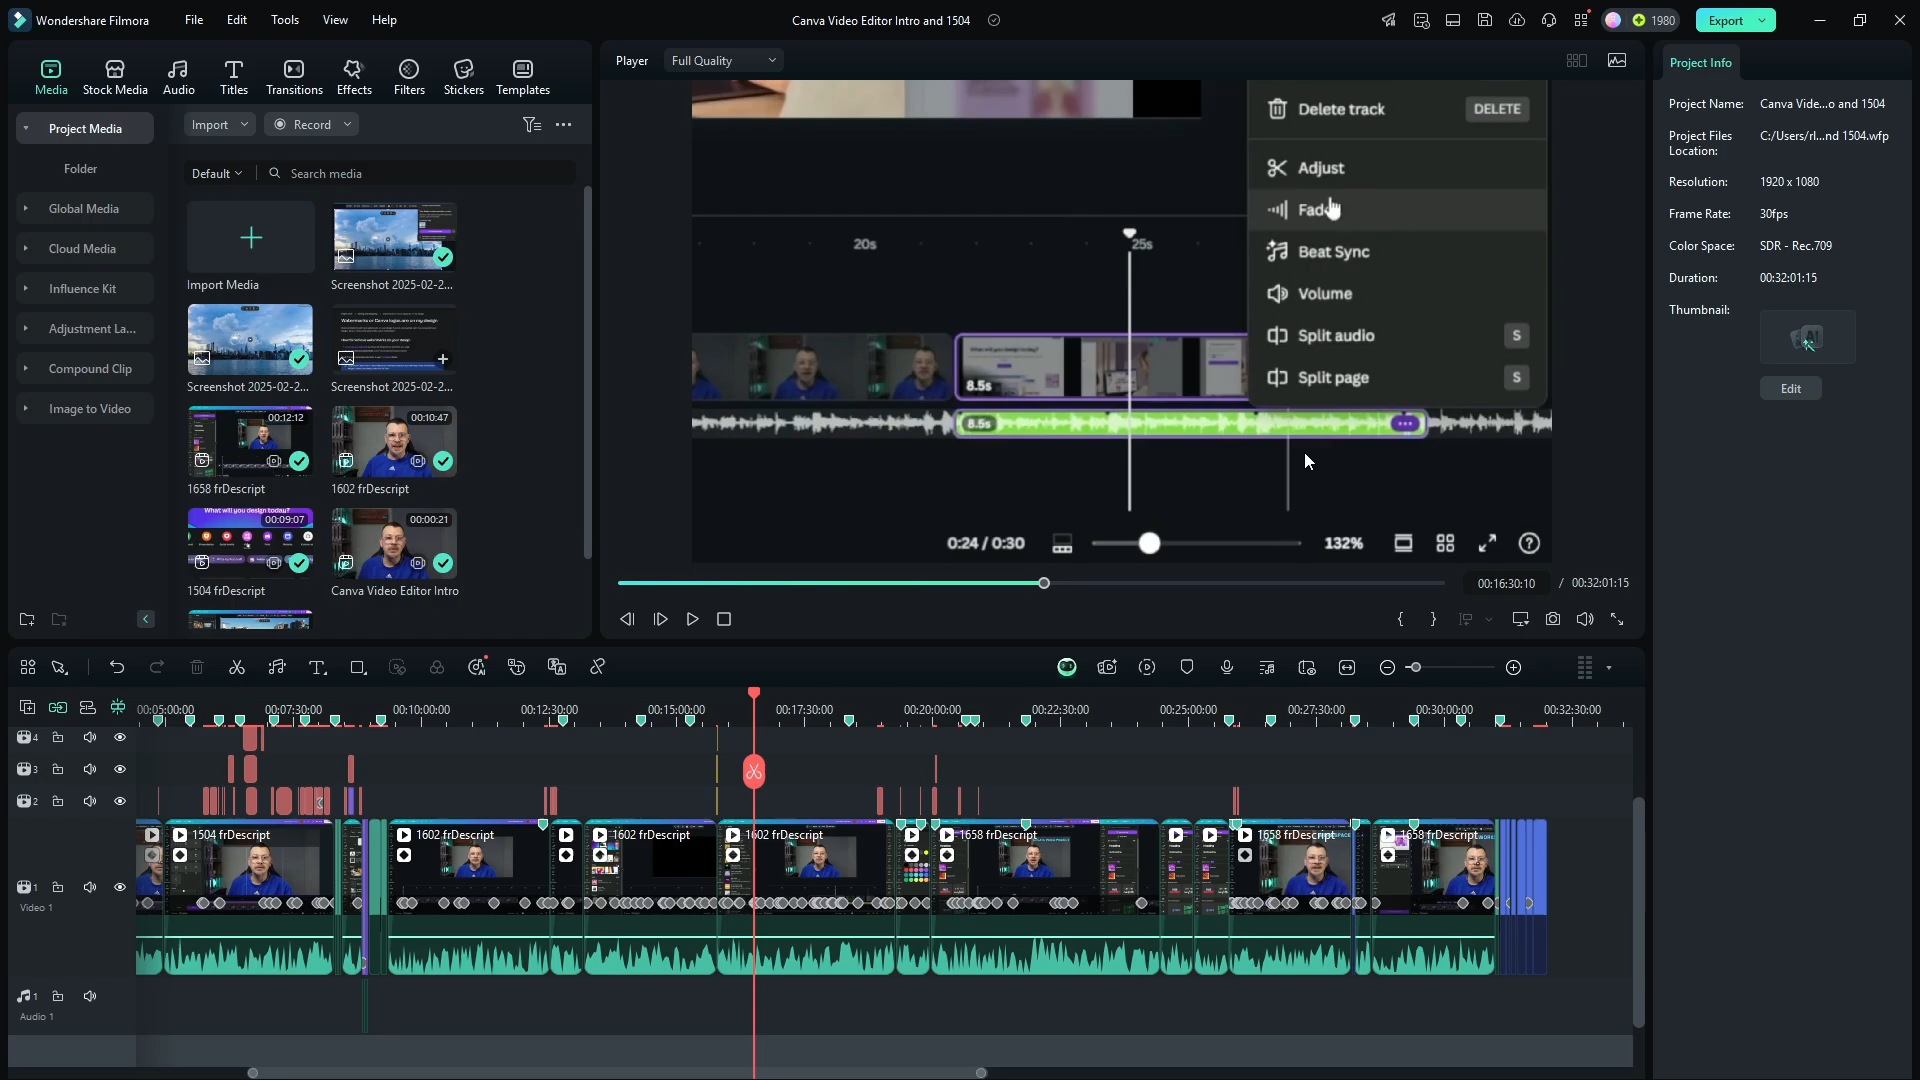 Wondershare Filmora
File
Edit
Tools
View
Help
Canva Video Editor Intro and 1504
1980
Export
Media
Stock Media
Audio
Titles
Transitions
Effects
Filters
Stickers
Templates
Project Media
Folder
Global Media
Cloud Media
Influence Kit
Adjustment La...
Compound Clip
Image to Video
Import
Record
Default
Search media
Import Media
Screenshot 2025-02-2...
Screenshot 2025-02-2...
Screenshot 2025-02-2...
00:12:12
1658 frDescript
00:10:47
1602 frDescript
What will you design today?
00:09:07
1504 frDescript
00:00:21
Canva Video Editor Intro
Player
Full Quality
Delete track
DELETE
Adjust
Fade
Beat Sync
Volume
Split audio
S
Split page
S
20s
25s
8.5s
8.5s
0:24 / 0:30
132%
00:16:30:10
/ 00:32:01:15
Project Info
Project Name: Canva Vide...o and 1504
Project Files Location: C:/Users/rl...nd 1504.wfp
Resolution: 1920 x 1080
Frame Rate: 30fps
Color Space: SDR - Rec.709
Duration: 00:32:01:15
Thumbnail:
AI
Edit
00:05:00:00
00:07:30:00
00:10:00:00
00:12:30:00
00:15:00:00
00:17:30:00
00:20:00:00
00:22:30:00
00:25:00:00
00:27:30:00
00:30:00:00
00:32:30:00
4
3
2
1
Video 1
1504 frDescript
1602 frDescript
1602 frDescript
1602 frDescript
1658 frDescript
1658 frDescript
1658 frDescript
1
Audio 1